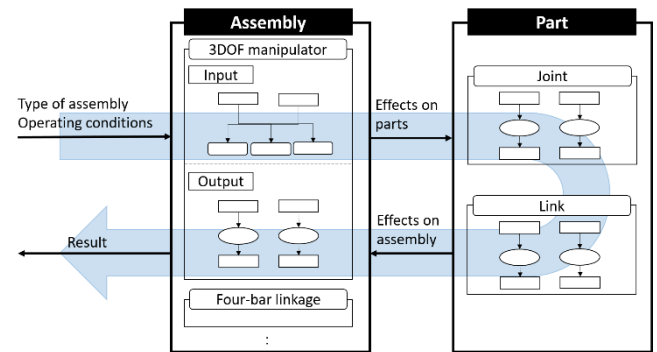 Assembly
Part
3DOF manipulator
Input
Joint
Type of assembly
Operating conditions
Effects on
parts
Output
Link
Effects on
assembly
Result
Four-bar linkage
: